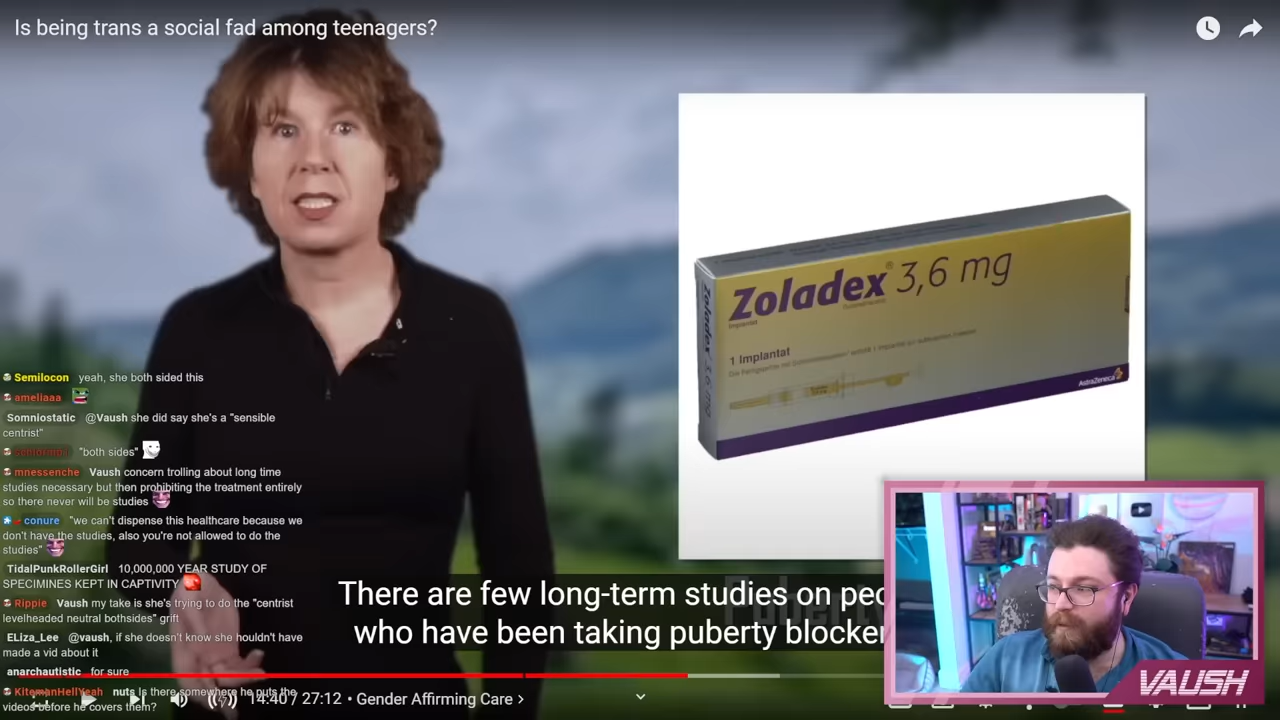 Is being trans a social fad among teenagers?
Zoladex® 3,6 mg
Implantat
Zoladex 3,6 mg
1 Implantat
AstraZeneca
Semilocon yeah, she both sided this
ameliaaa
Somniostatic @Vaush she did say she's a "sensible
centrist"
"both sides"
mnessenche Vaush concern trolling about long time
studies necessary but then prohibiting the treatment entirely
so there never will be studies
conure "we can't dispense this healthcare because we
don't have the studies, also you're not allowed to do the
studies"
TidalPunkRollerGirl 10,000,000 YEAR STUDY OF
SPECIMINES KEPT IN CAPTIVITY
Rippie Vaush my take is she's trying to do the "centrist
levelheaded neutral bothsides" grift
ELiza_Lee @vaush, if she doesn't know she houldn't have
made a vid about it
anarchautistic for sure
KitemanHellYeah nuts Is there somewhere he puts the
videos before he covers them?
There are few long-term studies on peo
who have been taking puberty blocker
14:40 / 27:12 • Gender Affirming Care >
VAUSH